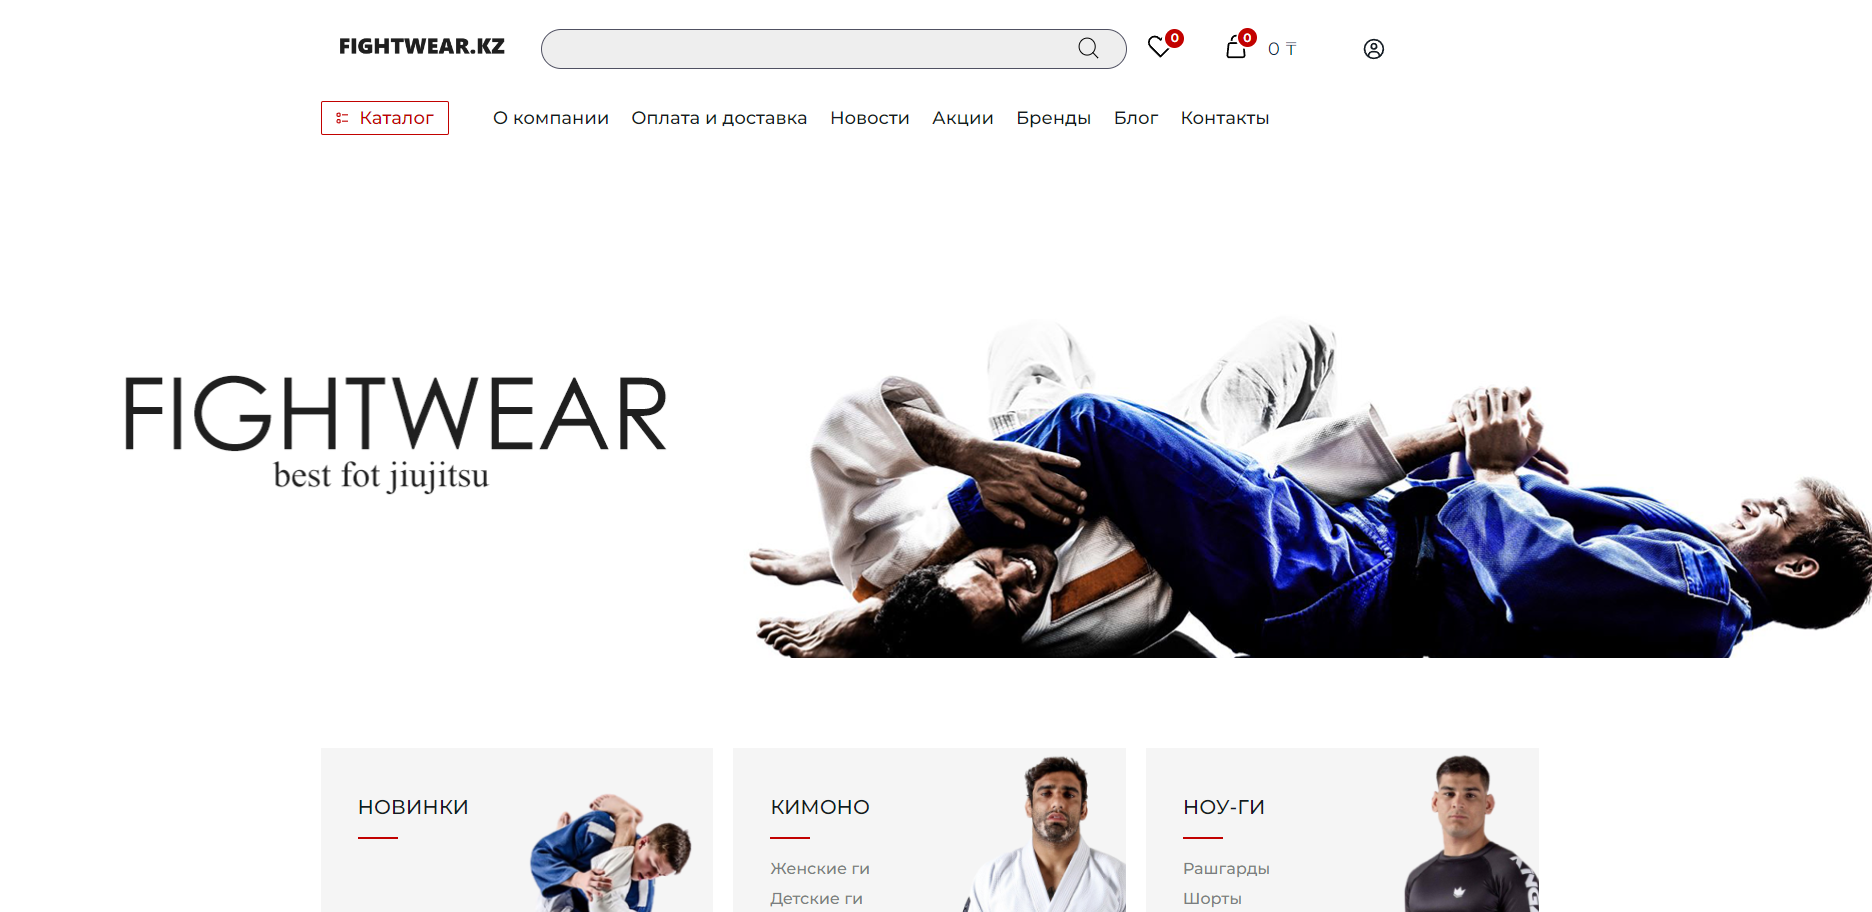 FIGHTWEAR.KZ
0
0
0 ₸
Каталог
О компании
Оплата и доставка
Новости
Акции
Бренды
Блог
Контакты
FIGHTWEAR
best fot jiujitsu
НОВИНКИ
КИМОНО
Женские ги
Детские ги
НОУ-ГИ
Рашгарды
Шорты